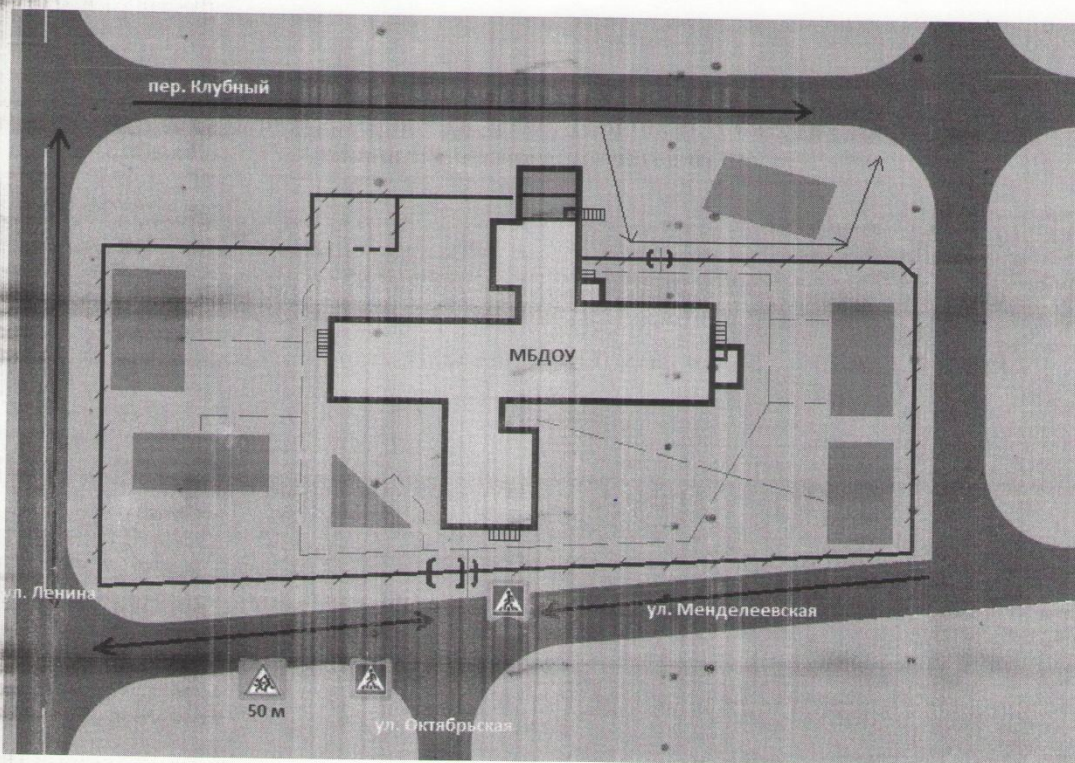 пер. Клубный
МБДОУ
ул. Ленина
ул. Менделеевская
50 м
ул. Октябрьская